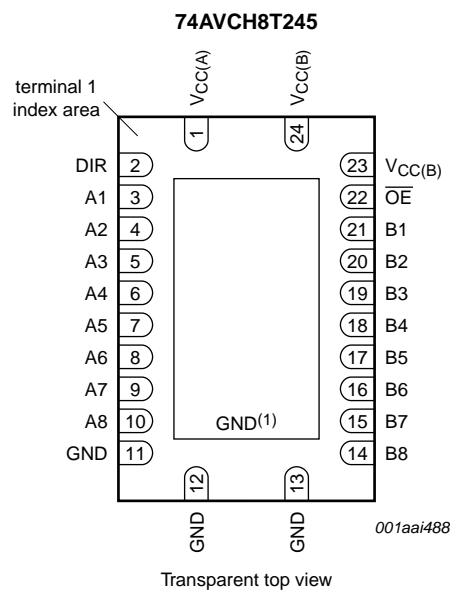 74AVCH8T245
terminal 1
index area
VCC(A)
VCC(B)
1
24
DIR 2
23 VCC(B)
A1 3
22 OE
A2 4
21 B1
A3 5
20 B2
A4 6
19 B3
A5 7
18 B4
A6 8
17 B5
A7 9
16 B6
A8 10
15 B7
GND(1)
GND 11
14 B8
12
13
GND
GND
001aai488
Transparent top view